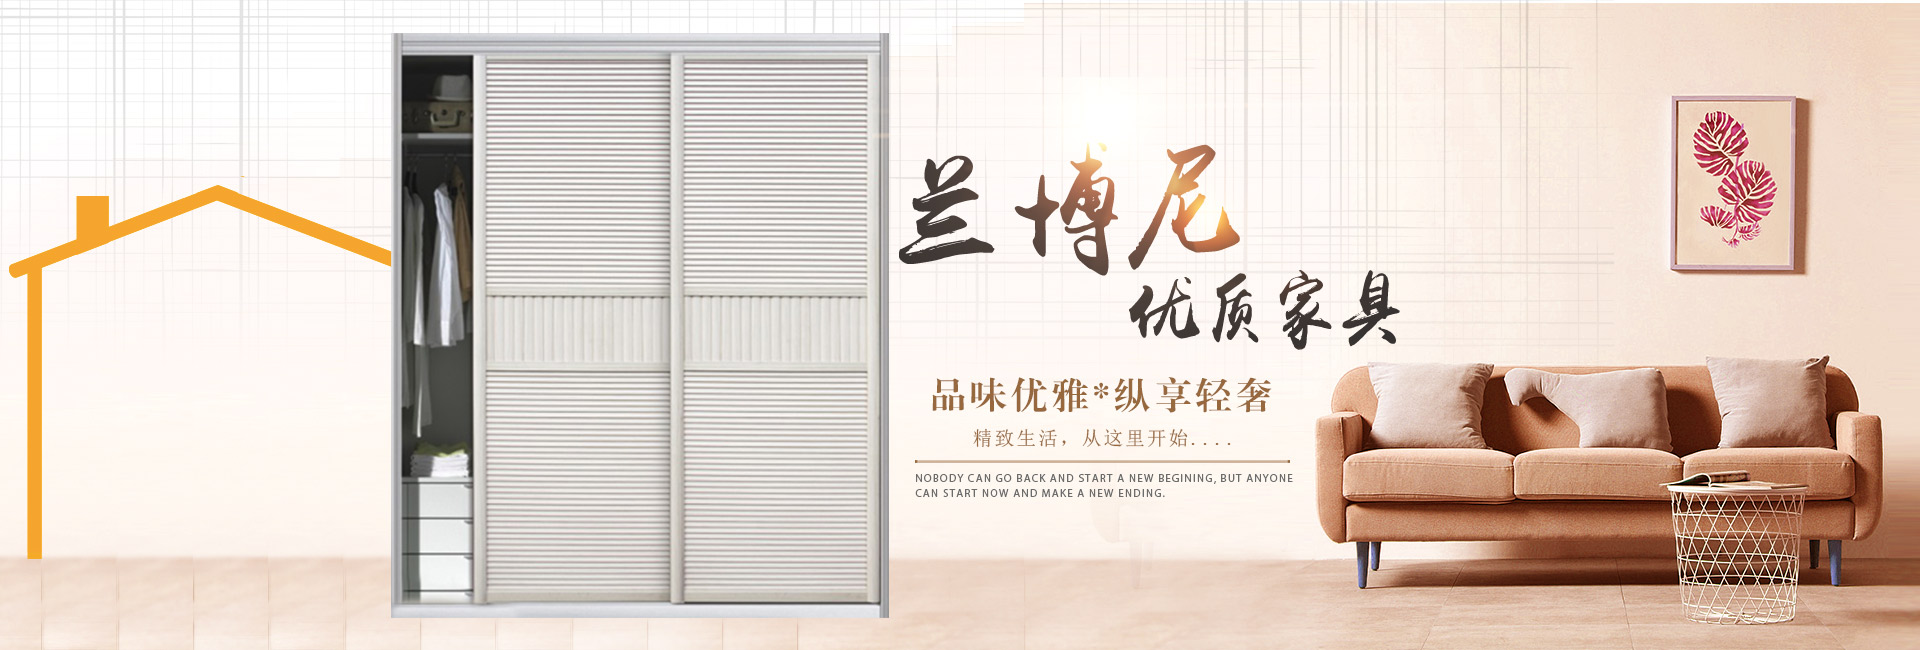 兰博尼
优质家具
品味优雅*纵享轻奢
精致生活，从这里开始....
NOBODY CAN GO BACK AND START A NEW BEGINING, BUT ANYONE
CAN START NOW AND MAKE A NEW ENDING.